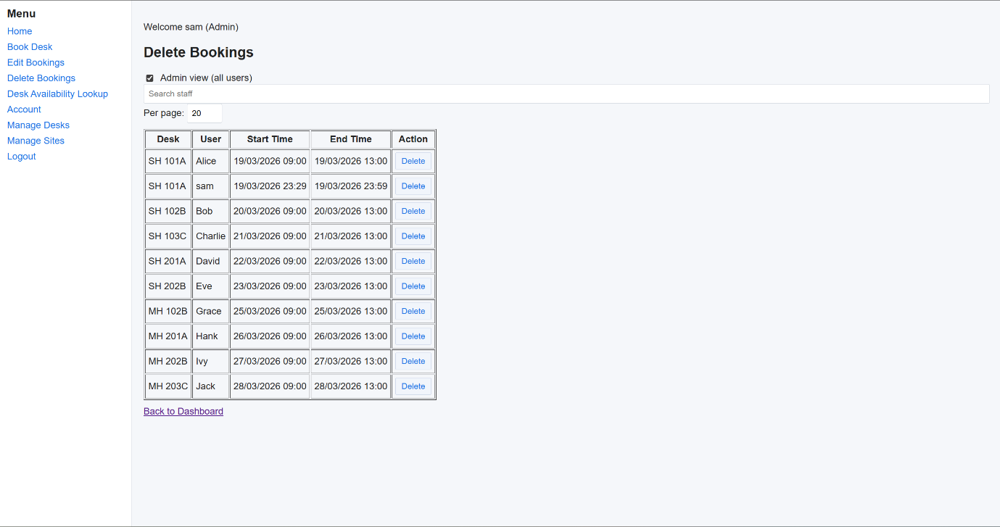 Menu
Home
Book Desk
Edit Bookings
Delete Bookings
Desk Availability Lookup
Account
Manage Desks
Manage Sites
Logout
Welcome sam (Admin)
Delete Bookings
Admin view (all users)
Search staff
Per page: 20
Desk User Start Time End Time Action
SH 101A Alice 19/03/2026 09:00 19/03/2026 13:00 Delete
SH 101A sam 19/03/2026 23:29 19/03/2026 23:59 Delete
SH 102B Bob 20/03/2026 09:00 20/03/2026 13:00 Delete
SH 103C Charlie 21/03/2026 09:00 21/03/2026 13:00 Delete
SH 201A David 22/03/2026 09:00 22/03/2026 13:00 Delete
SH 202B Eve 23/03/2026 09:00 23/03/2026 13:00 Delete
MH 102B Grace 25/03/2026 09:00 25/03/2026 13:00 Delete
MH 201A Hank 26/03/2026 09:00 26/03/2026 13:00 Delete
MH 202B Ivy 27/03/2026 09:00 27/03/2026 13:00 Delete
MH 203C Jack 28/03/2026 09:00 28/03/2026 13:00 Delete
Back to Dashboard